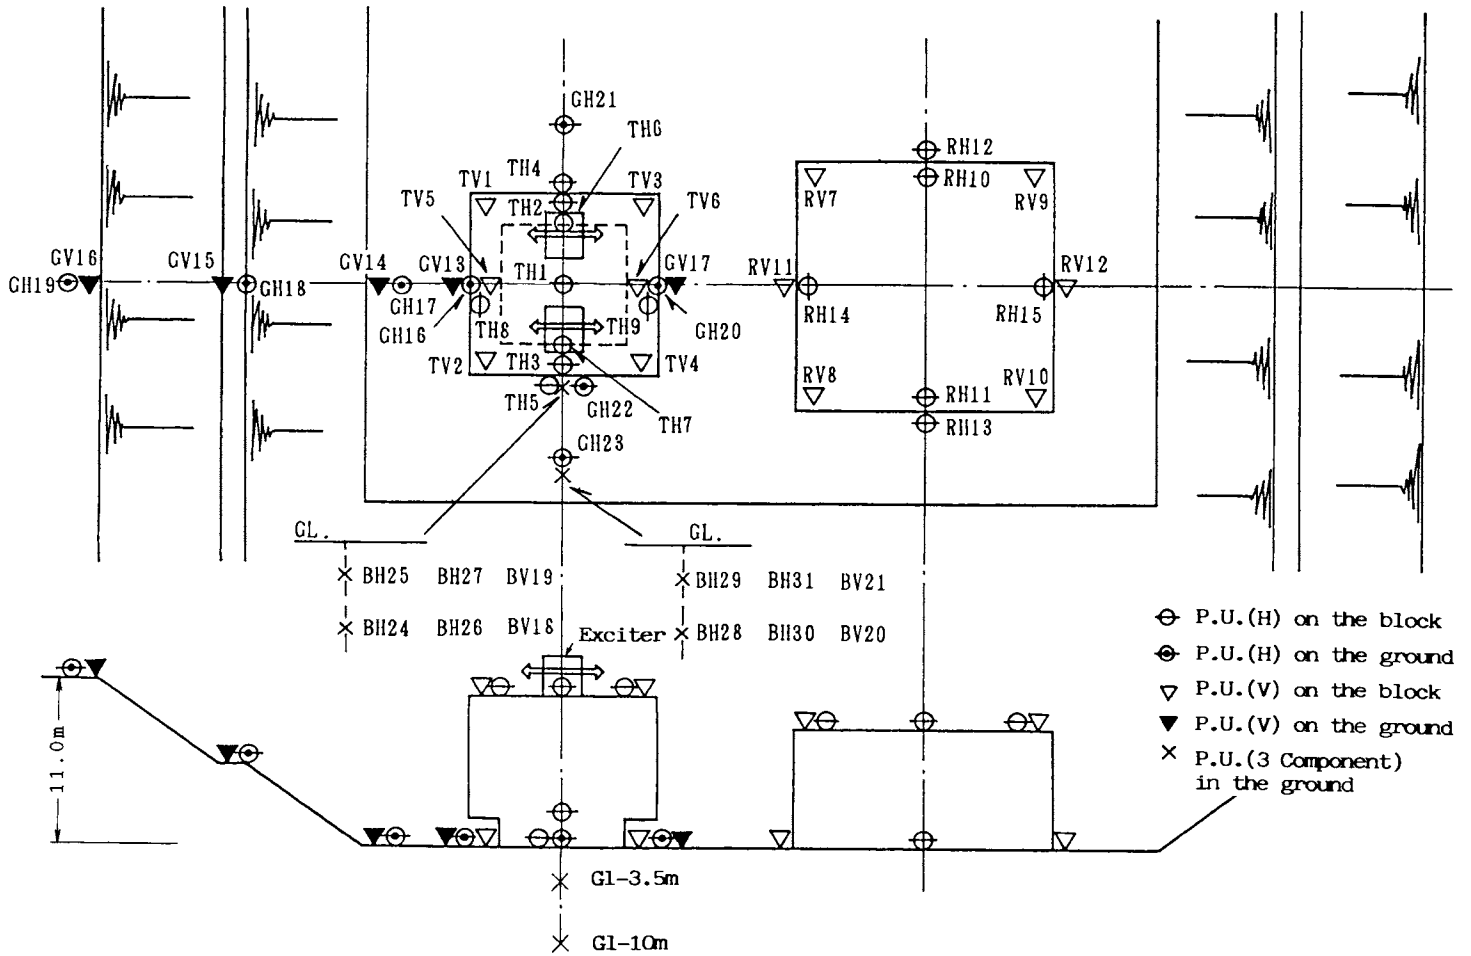 GH21
TH6
TH4
RH12
RH10
TV1
TV3
TH2
TV5
TV6
RV7
RV9
GV16
GV15
GV14
GV13
TH1
GV17
RV11
RV12
GH19
GH18
GH17
GH16
TH8
TH9
GH20
RH14
RH15
TV2
TH3
TV4
RV8
RH11
RV10
TH5
GH22
TH7
RH13
GH23
GL.
GL.
BH25 BH27 BV19
BH29 BH31 BV21
BH24 BH26 BV18
BH28 BH30 BV20
Exciter
P.U.(H) on the block
P.U.(H) on the ground
P.U.(V) on the block
P.U.(V) on the ground
P.U.(3 Component)
in the ground
11.0m
Gl-3.5m
Gl-10m